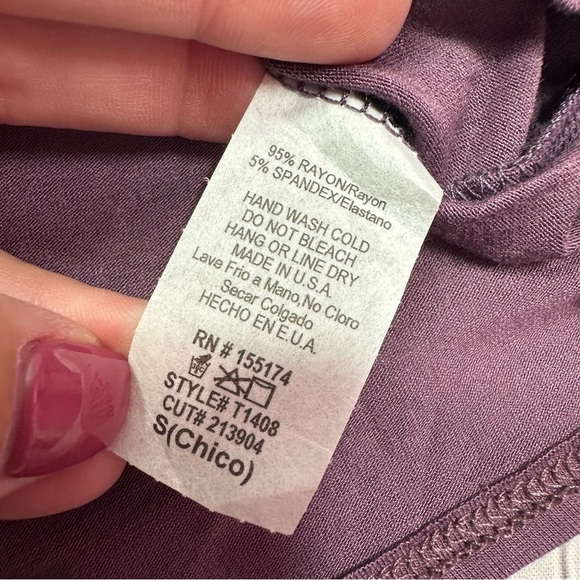 95% RAYON/Rayon
5% SPANDEX/Elastano
HAND WASH COLD
DO NOT BLEACH
HANG OR LINE DRY
MADE IN U.S.A.
Lave Frio a Mano,No Cloro
Secar Colgado
HECHO EN E.U.A.
RN # 155174
STYLE# T1408
CUT# 213904
S(Chico)